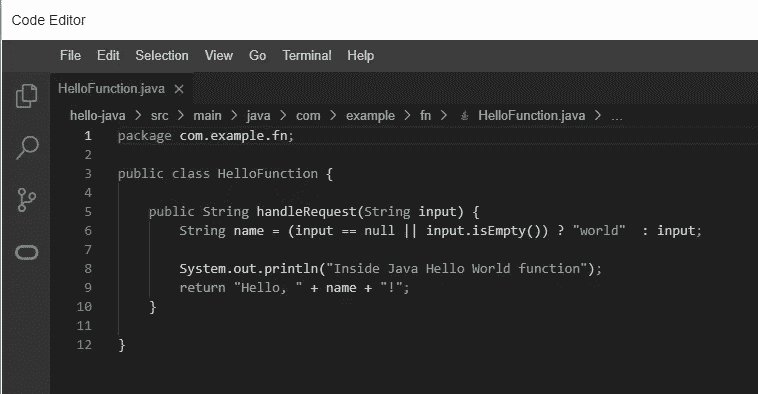 Code Editor
File Edit Selection View Go Terminal Help
HelloFunction.java ×
hello-java > src > main > java > com > example > fn > HelloFunction.java > ...
1 package com.example.fn;
2
3 public class HelloFunction {
4
5     public String handleRequest(String input) {
6         String name = (input == null || input.isEmpty()) ? "world"  : input;
7
8         System.out.println("Inside Java Hello World function");
9         return "Hello, " + name + "!";
10     }
11
12 }